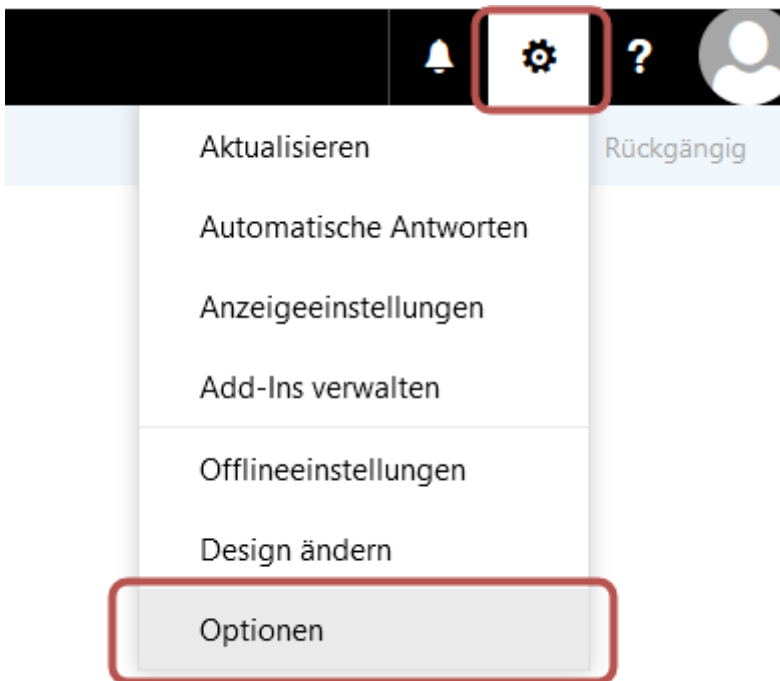 ?
Aktualisieren
Rückgängig
Automatische Antworten
Anzeigeeinstellungen
Add-Ins verwalten
Offlineeinstellungen
Design ändern
Optionen